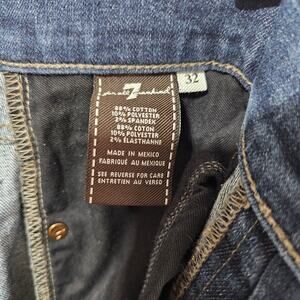 7
32
88% COTTON
10% POLYESTER
2% SPANDEX
88% COTON
10% POLYESTER
2% ÉLASTHANNE
MADE IN MEXICO
FABRIQUÉ AU MEXIQUE
SEE REVERSE FOR CARE
ENTRETIEN AU VERSO